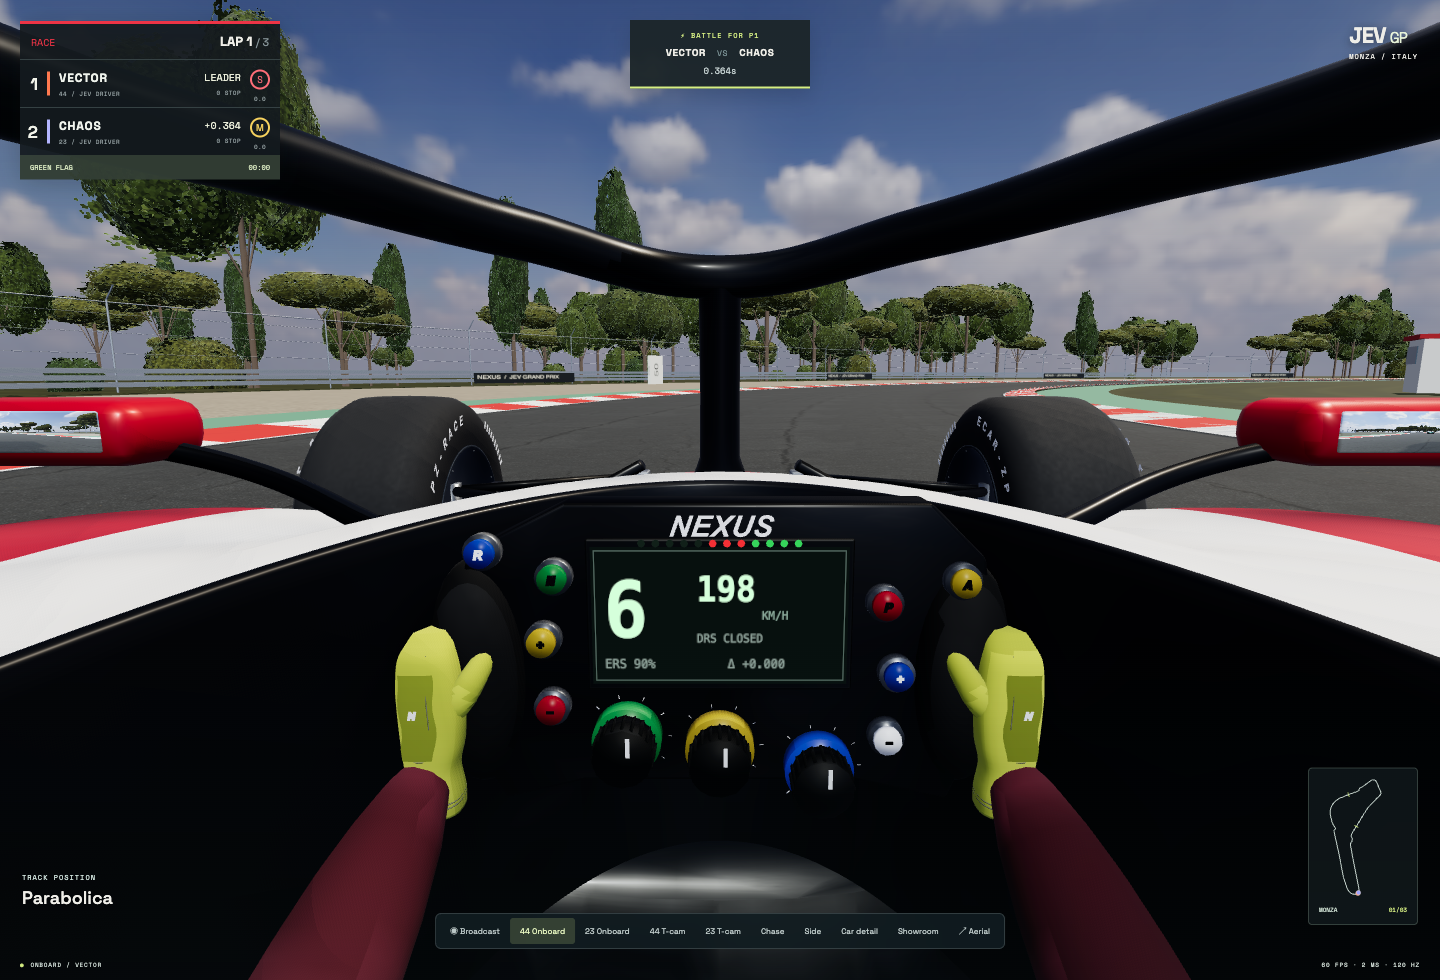 RACE
LAP 1 / 3
1
VECTOR
44 / JEV DRIVER
LEADER
0 STOP
S
0.0
2
CHAOS
23 / JEV DRIVER
+0.364
0 STOP
M
0.0
GREEN FLAG
00:00
⚡ BATTLE FOR P1
VECTOR VS CHAOS
0.364s
JEV GP
MONZA / ITALY
NEXUS / JEV GRAND PRIX
50
PZ-RACE
NEXUS
R
A
P
6
198
KM/H
DRS CLOSED
ERS 90%
Δ +0.000
+
-
+
-
N
N
TRACK POSITION
Parabolica
MONZA
01/03
Broadcast
44 Onboard
23 Onboard
44 T-cam
23 T-cam
Chase
Side
Car detail
Showroom
Aerial
ONBOARD / VECTOR
60 FPS · 2 MS · 120 HZ